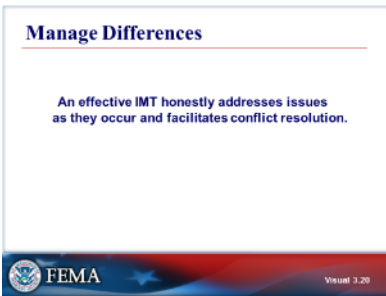 Manage Differences
An effective IMT honestly addresses issues
as they occur and facilitates conflict resolution.
FEMA
Visual 3.20